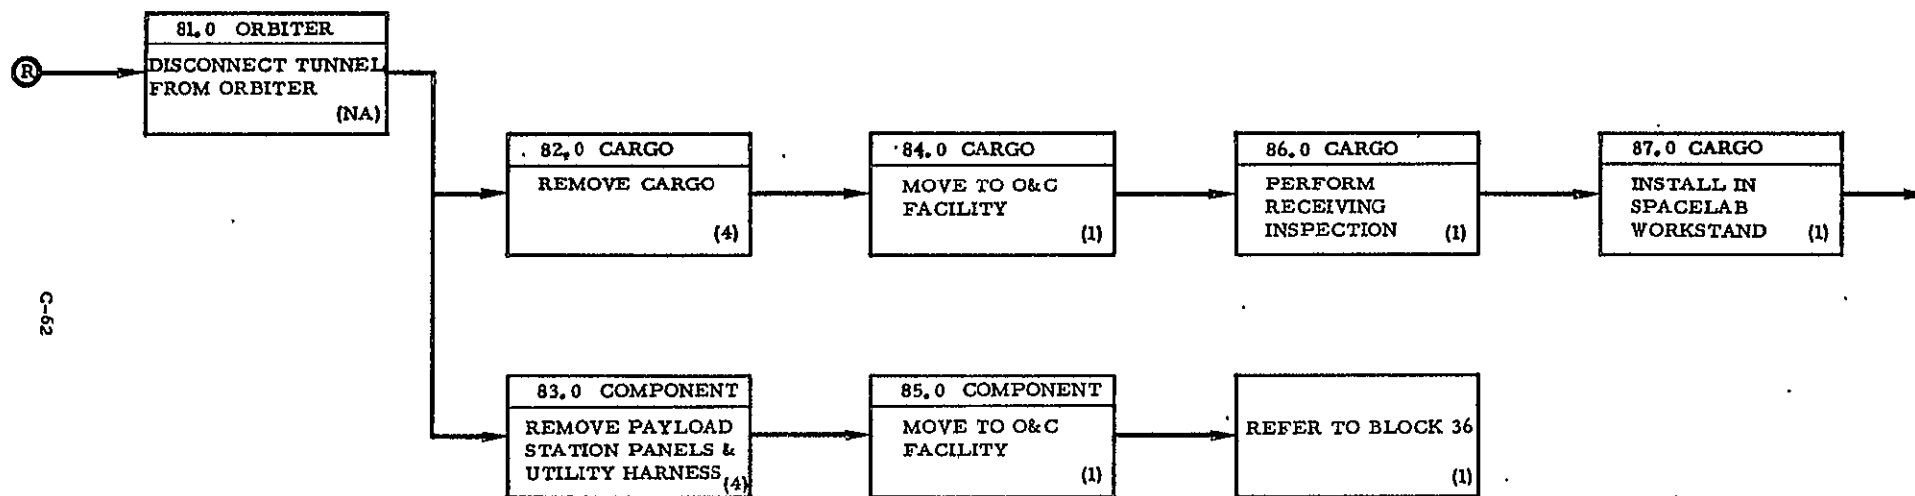 R
81.0 ORBITER
DISCONNECT TUNNEL
FROM ORBITER
(NA)
82.0 CARGO
REMOVE CARGO
(4)
84.0 CARGO
MOVE TO O&C
FACILITY
(1)
86.0 CARGO
PERFORM
RECEIVING
INSPECTION (1)
87.0 CARGO
INSTALL IN
SPACELAB
WORKSTAND (1)
C-62
83.0 COMPONENT
REMOVE PAYLOAD
STATION PANELS &
UTILITY HARNESS (4)
85.0 COMPONENT
MOVE TO O&C
FACILITY
(1)
REFER TO BLOCK 36
(1)